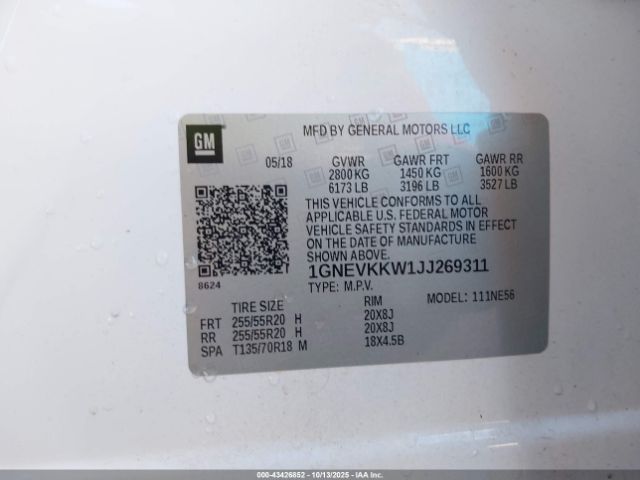 GM
MFD BY GENERAL MOTORS LLC
05/18 GVWR GAWR FRT GAWR RR
2800 KG 1450 KG 1600 KG
6173 LB 3196 LB 3527 LB
THIS VEHICLE CONFORMS TO ALL
APPLICABLE U.S. FEDERAL MOTOR
VEHICLE SAFETY STANDARDS IN EFFECT
ON THE DATE OF MANUFACTURE
SHOWN ABOVE.
1GNEVKKW1JJ269311
8624
TYPE: M.P.V. MODEL: 111NE56
TIRE SIZE RIM
FRT 255/55R20 H 20X8J
RR 255/55R20 H 20X8J
SPA T135/70R18 M 18X4.5B
000-43426852 - 10/13/2025 - IAAI.com